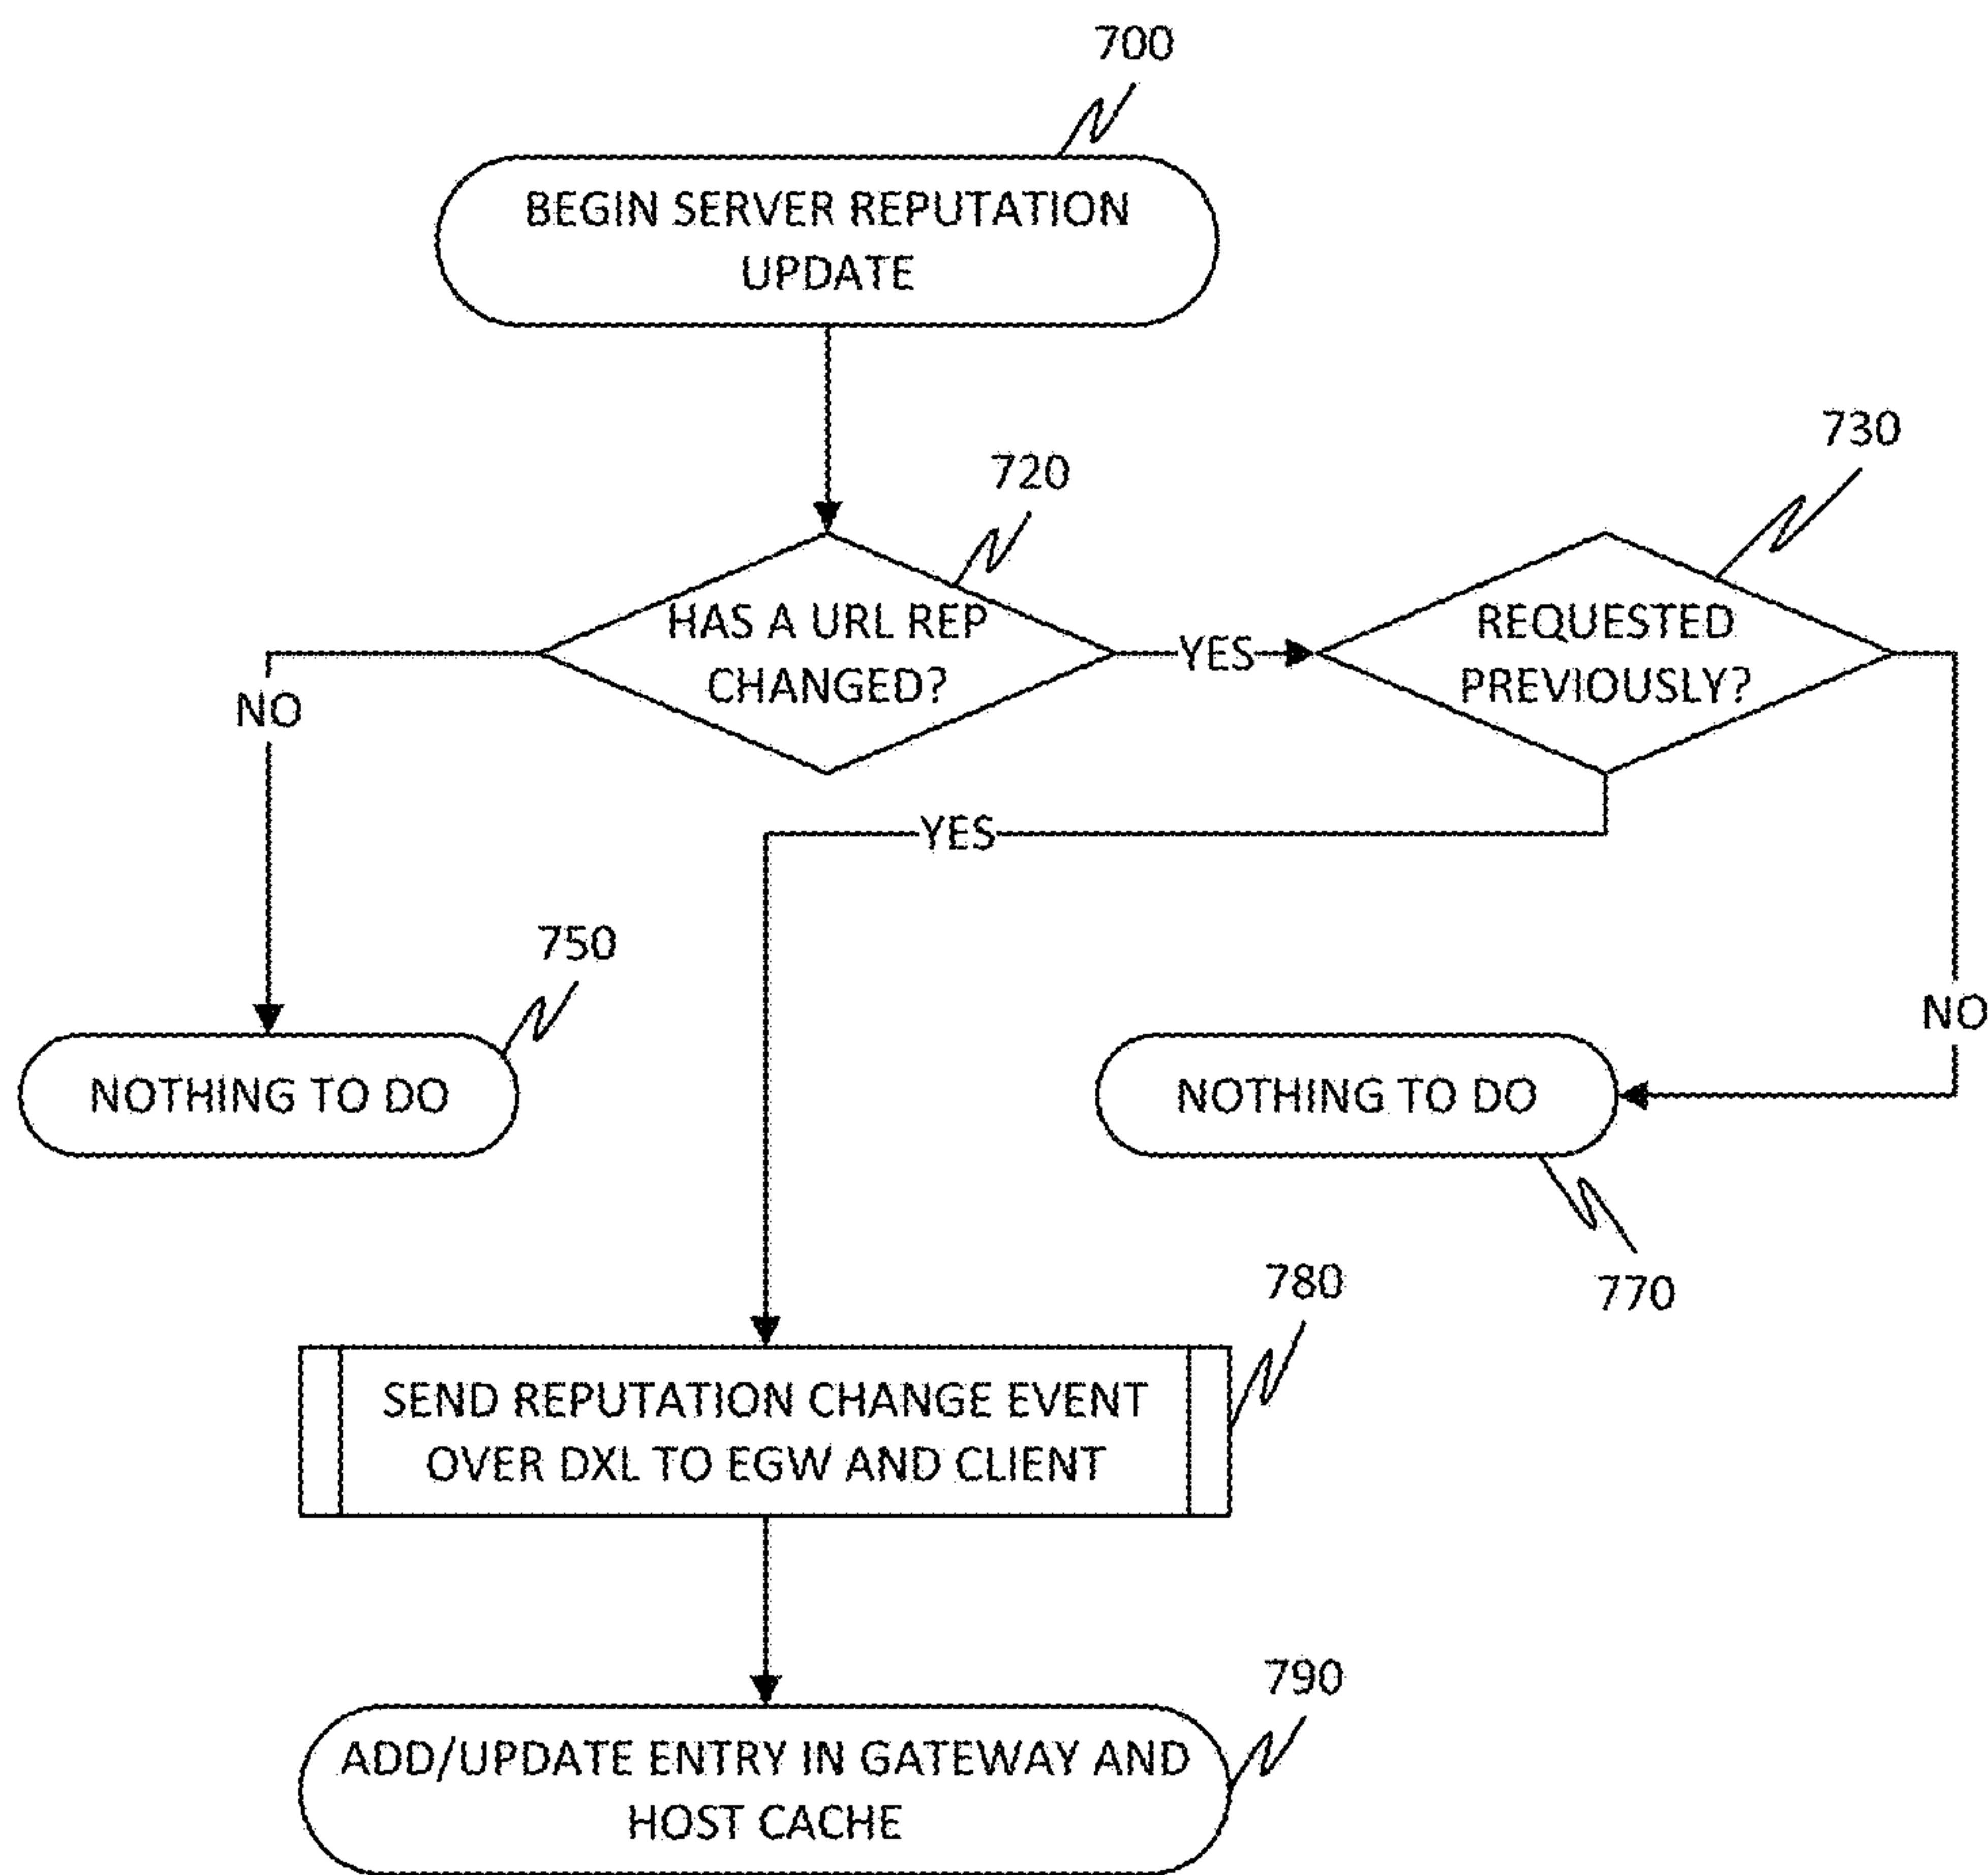 700
BEGIN SERVER REPUTATION
UPDATE
720
730
HAS A URL REP
CHANGED?
YES
REQUESTED
PREVIOUSLY?
NO
YES
750
NO
NOTHING TO DO
NOTHING TO DO
770
780
SEND REPUTATION CHANGE EVENT
OVER DXL TO EGW AND CLIENT
790
ADD/UPDATE ENTRY IN GATEWAY AND
HOST CACHE